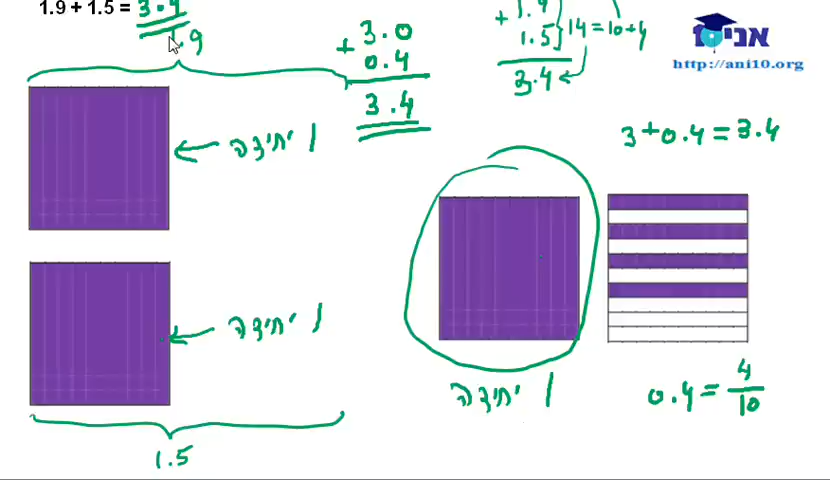 1.9 + 1.5 = 3.4
1.9
3.0
+ 0.4
3.4
+ 1.9
1.5
14 = 10 + 4
3.4
אני10
http://ani10.org
1 יחידה
3 + 0.4 = 3.4
1 יחידה
1 יחידה
0.4 = 4/10
1.5